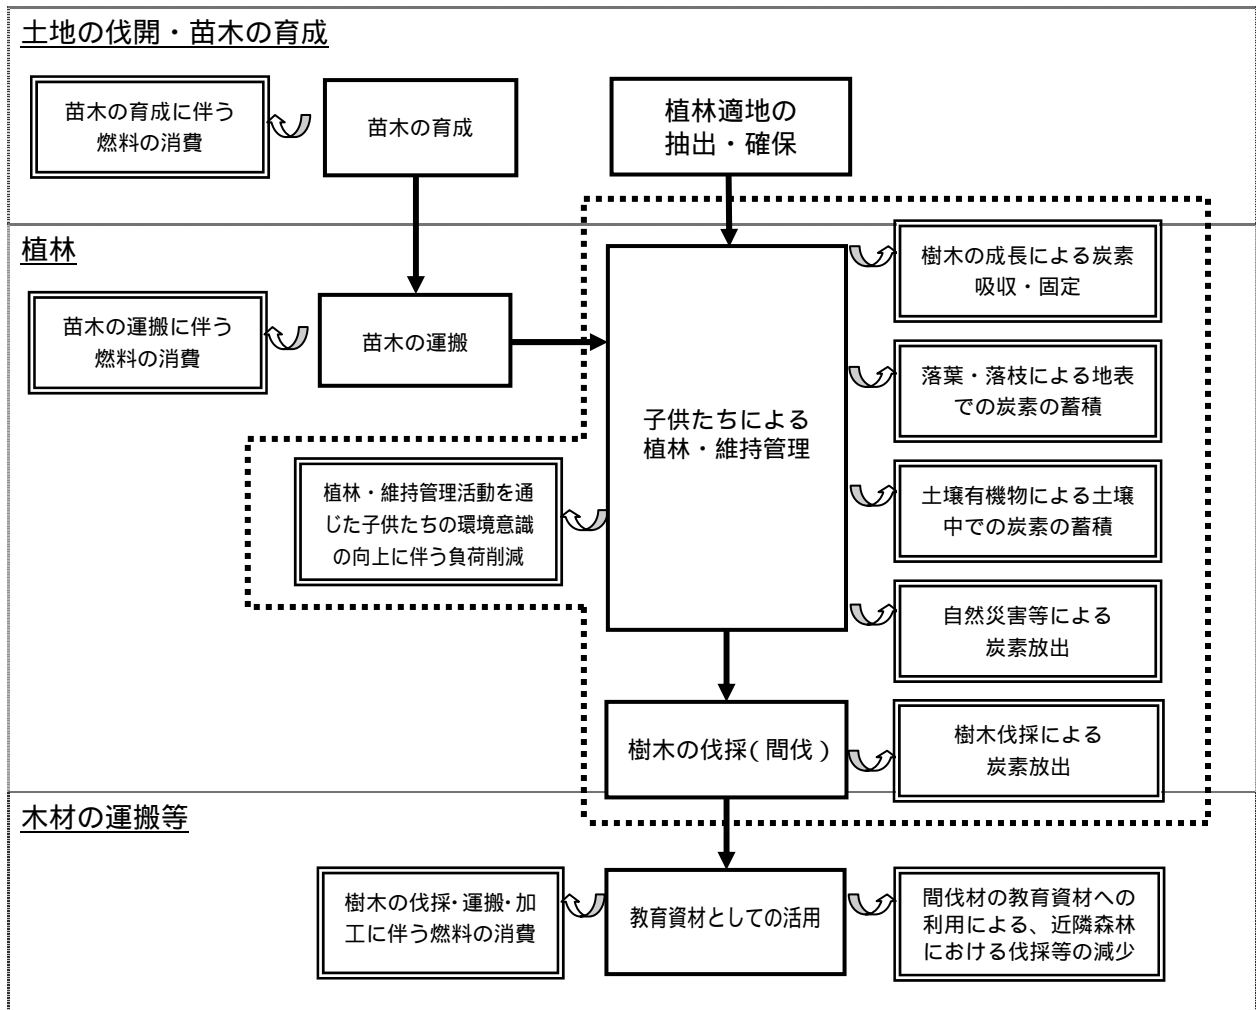 土地の伐開・苗木の育成
苗木の育成に伴う
燃料の消費
苗木の育成
植林適地の
抽出・確保
植林
樹木の成長による炭素
吸収・固定
苗木の運搬に伴う
燃料の消費
苗木の運搬
落葉・落枝による地表
での炭素の蓄積
子供たちによる
植林・維持管理
植林・維持管理活動を通
じた子供たちの環境意識
の向上に伴う負荷削減
土壌有機物による土壌
中での炭素の蓄積
自然災害等による
炭素放出
樹木の伐採(間伐)
樹木伐採による
炭素放出
木材の運搬等
樹木の伐採・運搬・加
工に伴う燃料の消費
教育資材としての活用
間伐材の教育資材への
利用による、近隣森林
における伐採等の減少